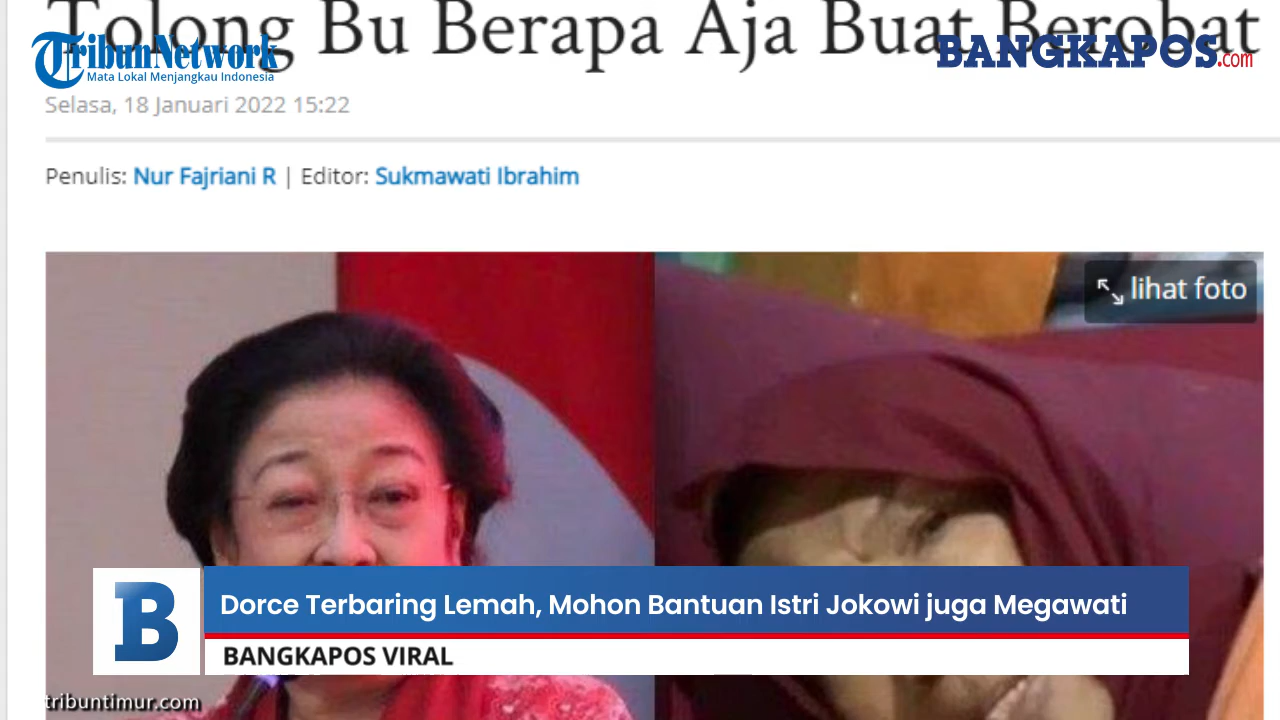 Tolong Bu Berapa Aja Buat Berobat
TribunNetwork
Mata Lokal Menjangkau Indonesia
BANGKAPOS.com
Selasa, 18 Januari 2022 15:22
Penulis: Nur Fajriani R | Editor: Sukmawati Ibrahim
lihat foto
B
Dorce Terbaring Lemah, Mohon Bantuan Istri Jokowi juga Megawati
BANGKAPOS VIRAL
tribuntimur.com